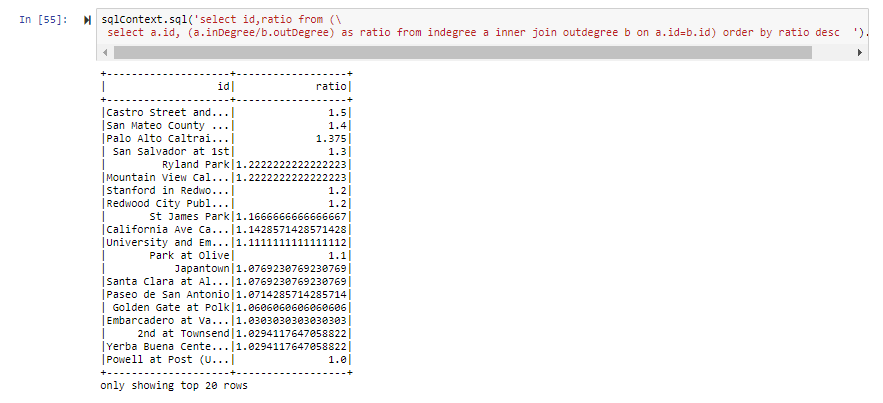 In [55]:
sqlContext.sql('select id,ratio from (\
select a.id, (a.inDegree/b.outDegree) as ratio from indegree a inner join outdegree b on a.id=b.id) order by ratio desc  ').
+--------------------+------------------+
|                  id|             ratio|
+--------------------+------------------+
|Castro Street and...|               1.5|
|San Mateo County ...|               1.4|
|Palo Alto Caltrai...|             1.375|
| San Salvador at 1st|               1.3|
|         Ryland Park|1.2222222222222223|
|Mountain View Cal...|1.2222222222222223|
|Stanford in Redwo...|               1.2|
|Redwood City Publ...|               1.2|
|       St James Park|1.1666666666666667|
|California Ave Ca...|1.1428571428571428|
|University and Em...|1.1111111111111112|
|       Park at Olive|               1.1|
|           Japantown|1.0769230769230769|
|Santa Clara at Al...|1.0769230769230769|
|Paseo de San Antonio|1.0714285714285714|
| Golden Gate at Polk|1.0606060606060606|
|Embarcadero at Va...|1.0303030303030303|
|     2nd at Townsend|1.0294117647058822|
|Yerba Buena Cente...|1.0294117647058822|
|Powell at Post (U...|               1.0|
+--------------------+------------------+
only showing top 20 rows